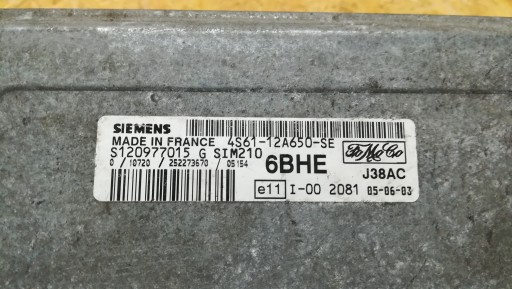 SIEMENS
MADE IN FRANCE 4S61-12A650-SE
S120977015 G SIM210
0 / 10720 / 252273670 / 05154
6BHE
FoMoCo
J38AC
e11 I-00 2081 05-06-03